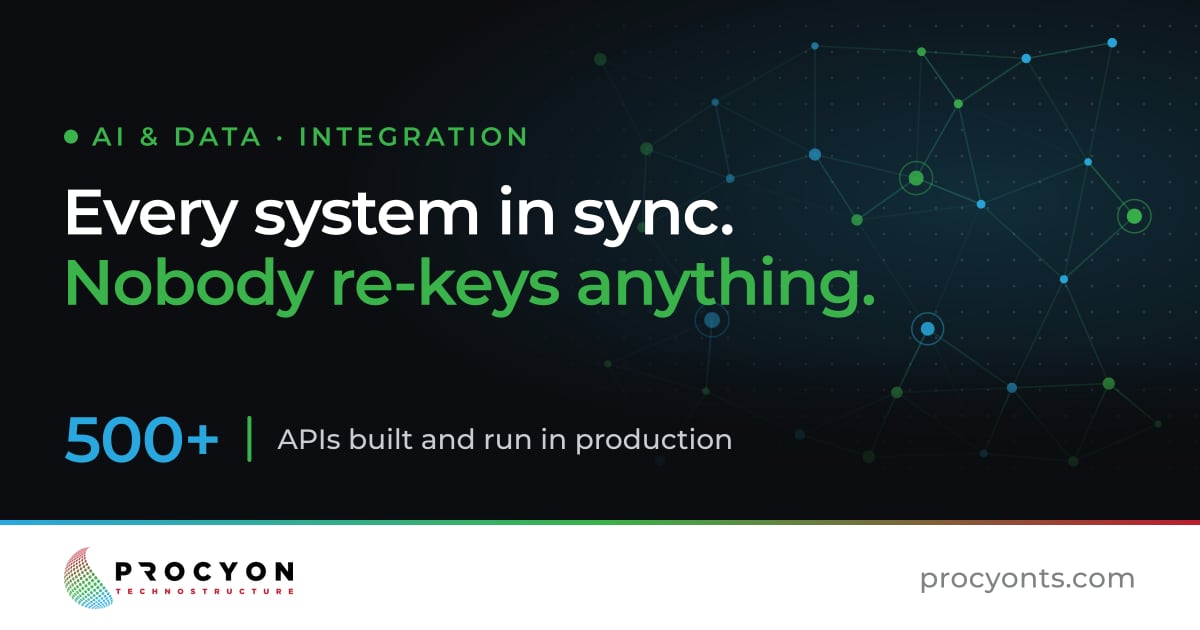 AI & DATA · INTEGRATION
Every system in sync.
Nobody re-keys anything.
500+
APIs built and run in production
PROCYON
TECHNOSTRUCTURE
procyonts.com